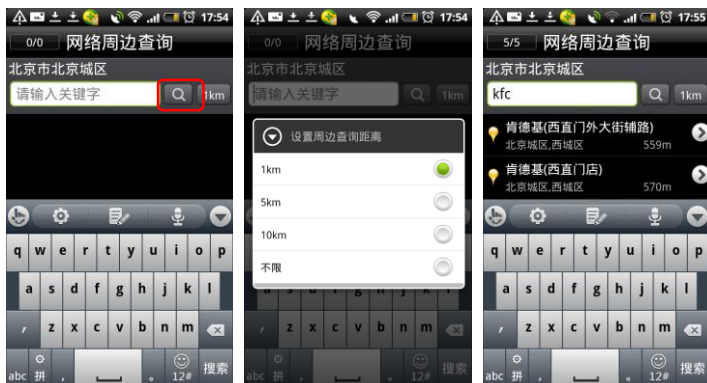 17:54
0/0
网络周边查询
北京市北京城区
请输入关键字
1km
q w e r t y u i o p
a s d f g h j k l
, z x c v b n m
abc 拼 , 。 12# 搜索
17:54
0/0
网络周边查询
北京市北京城区
请输入关键字
1km
设置周边查询距离
1km
5km
10km
不限
, z x c v b n m
abc 拼 , 。 12# 搜索
17:55
5/5
网络周边查询
北京市北京城区
kfc
1km
肯德基(西直门外大街辅路)
北京城区,西城区 559m
肯德基(西直门店)
北京城区,西城区 570m
q w e r t y u i o p
a s d f g h j k l
, z x c v b n m
abc 拼 , 。 12# 搜索